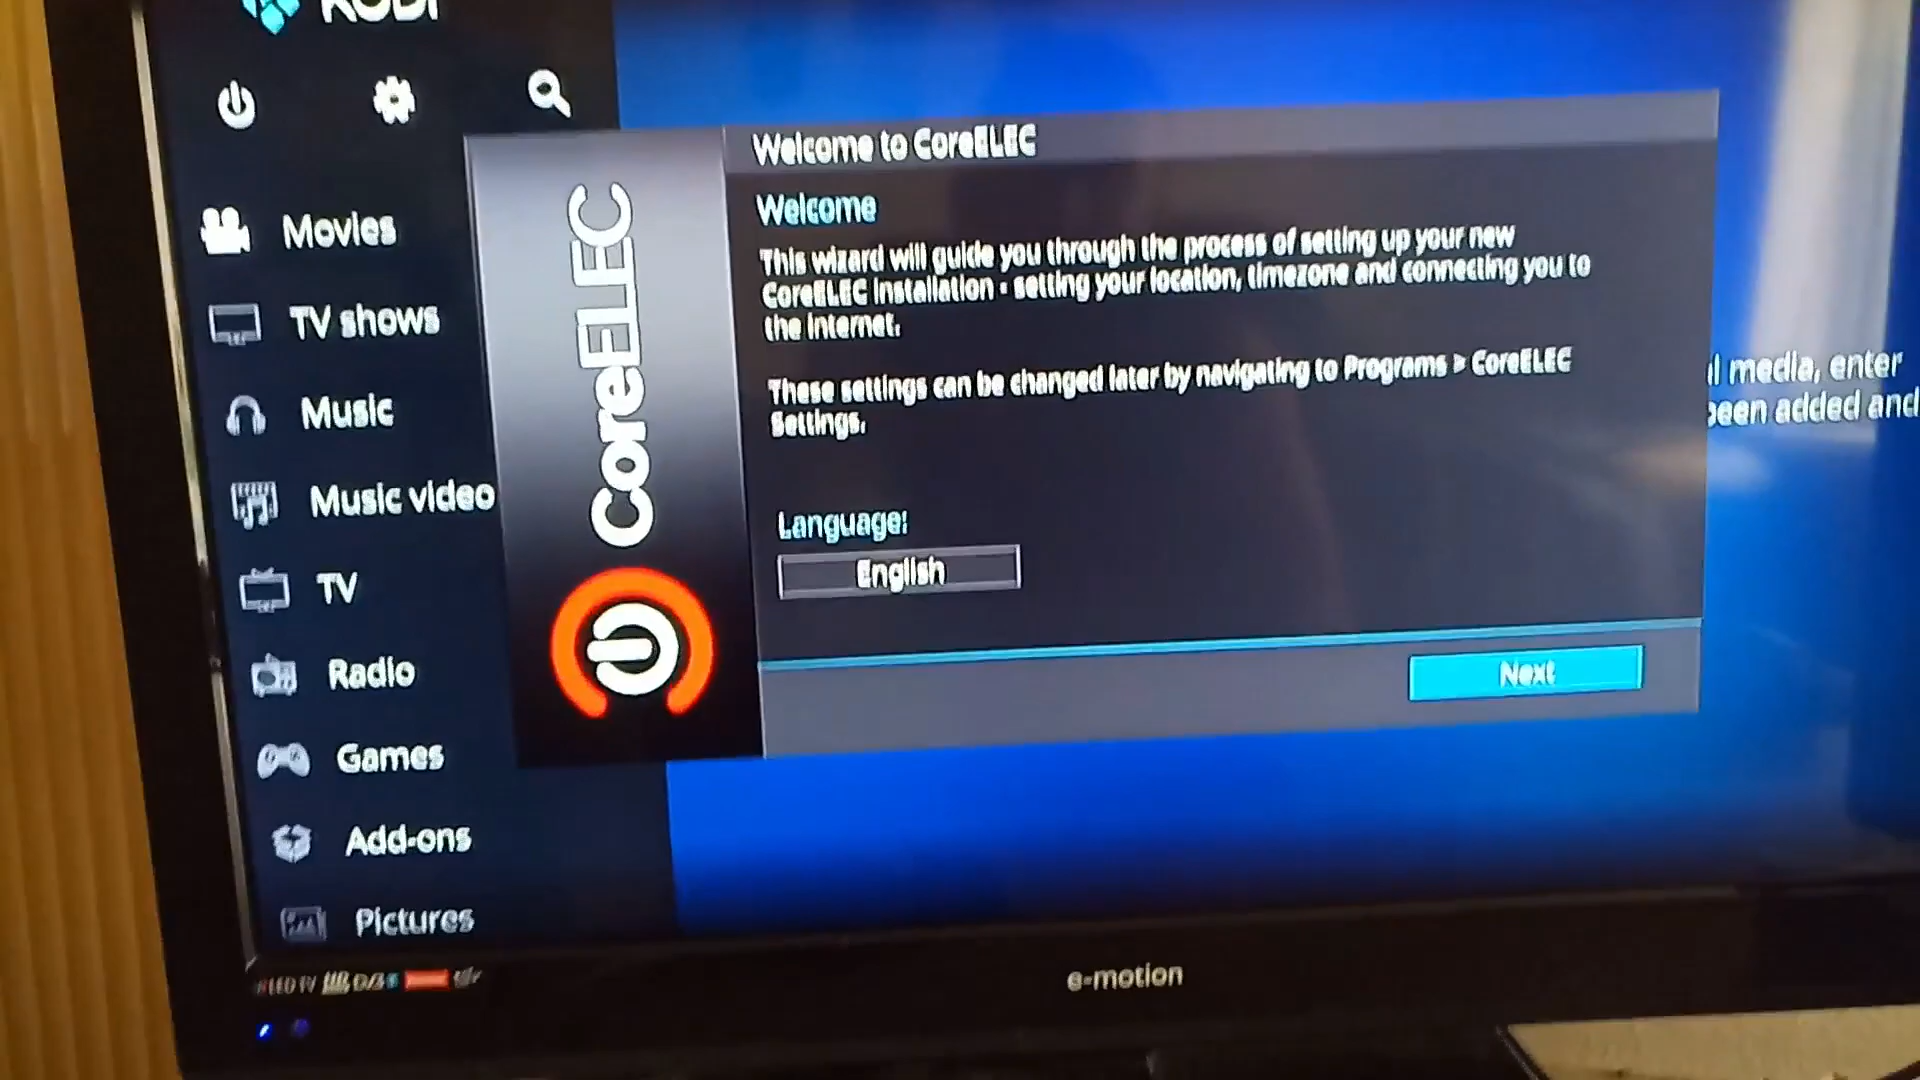 KODI
Movies
TV shows
Music
Music video
TV
Radio
Games
Add-ons
Pictures
CoreELEC
Welcome to CoreELEC
Welcome
This wizard will guide you through the process of setting up your new
CoreELEC installation - setting your location, timezone and connecting you to
the internet.
These settings can be changed later by navigating to Programs > CoreELEC
Settings.
Language:
English
Next
l media, enter
been added and
LED TV
e-motion